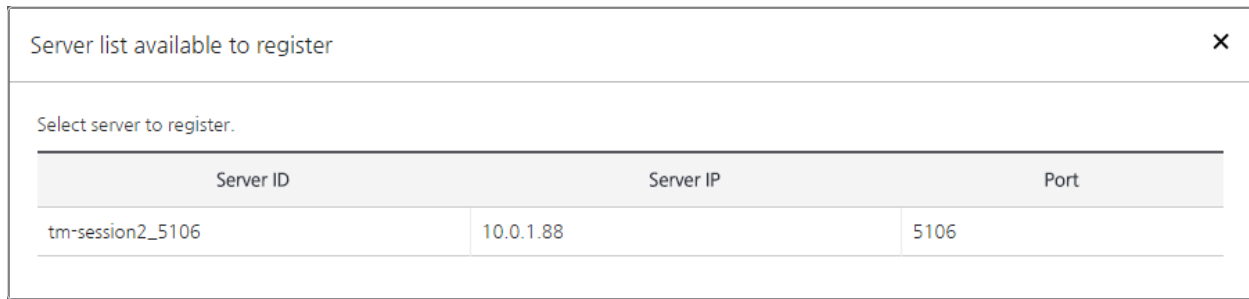 Server list available to register
Select server to register.
Server ID Server IP Port
tm-session2_5106 10.0.1.88 5106